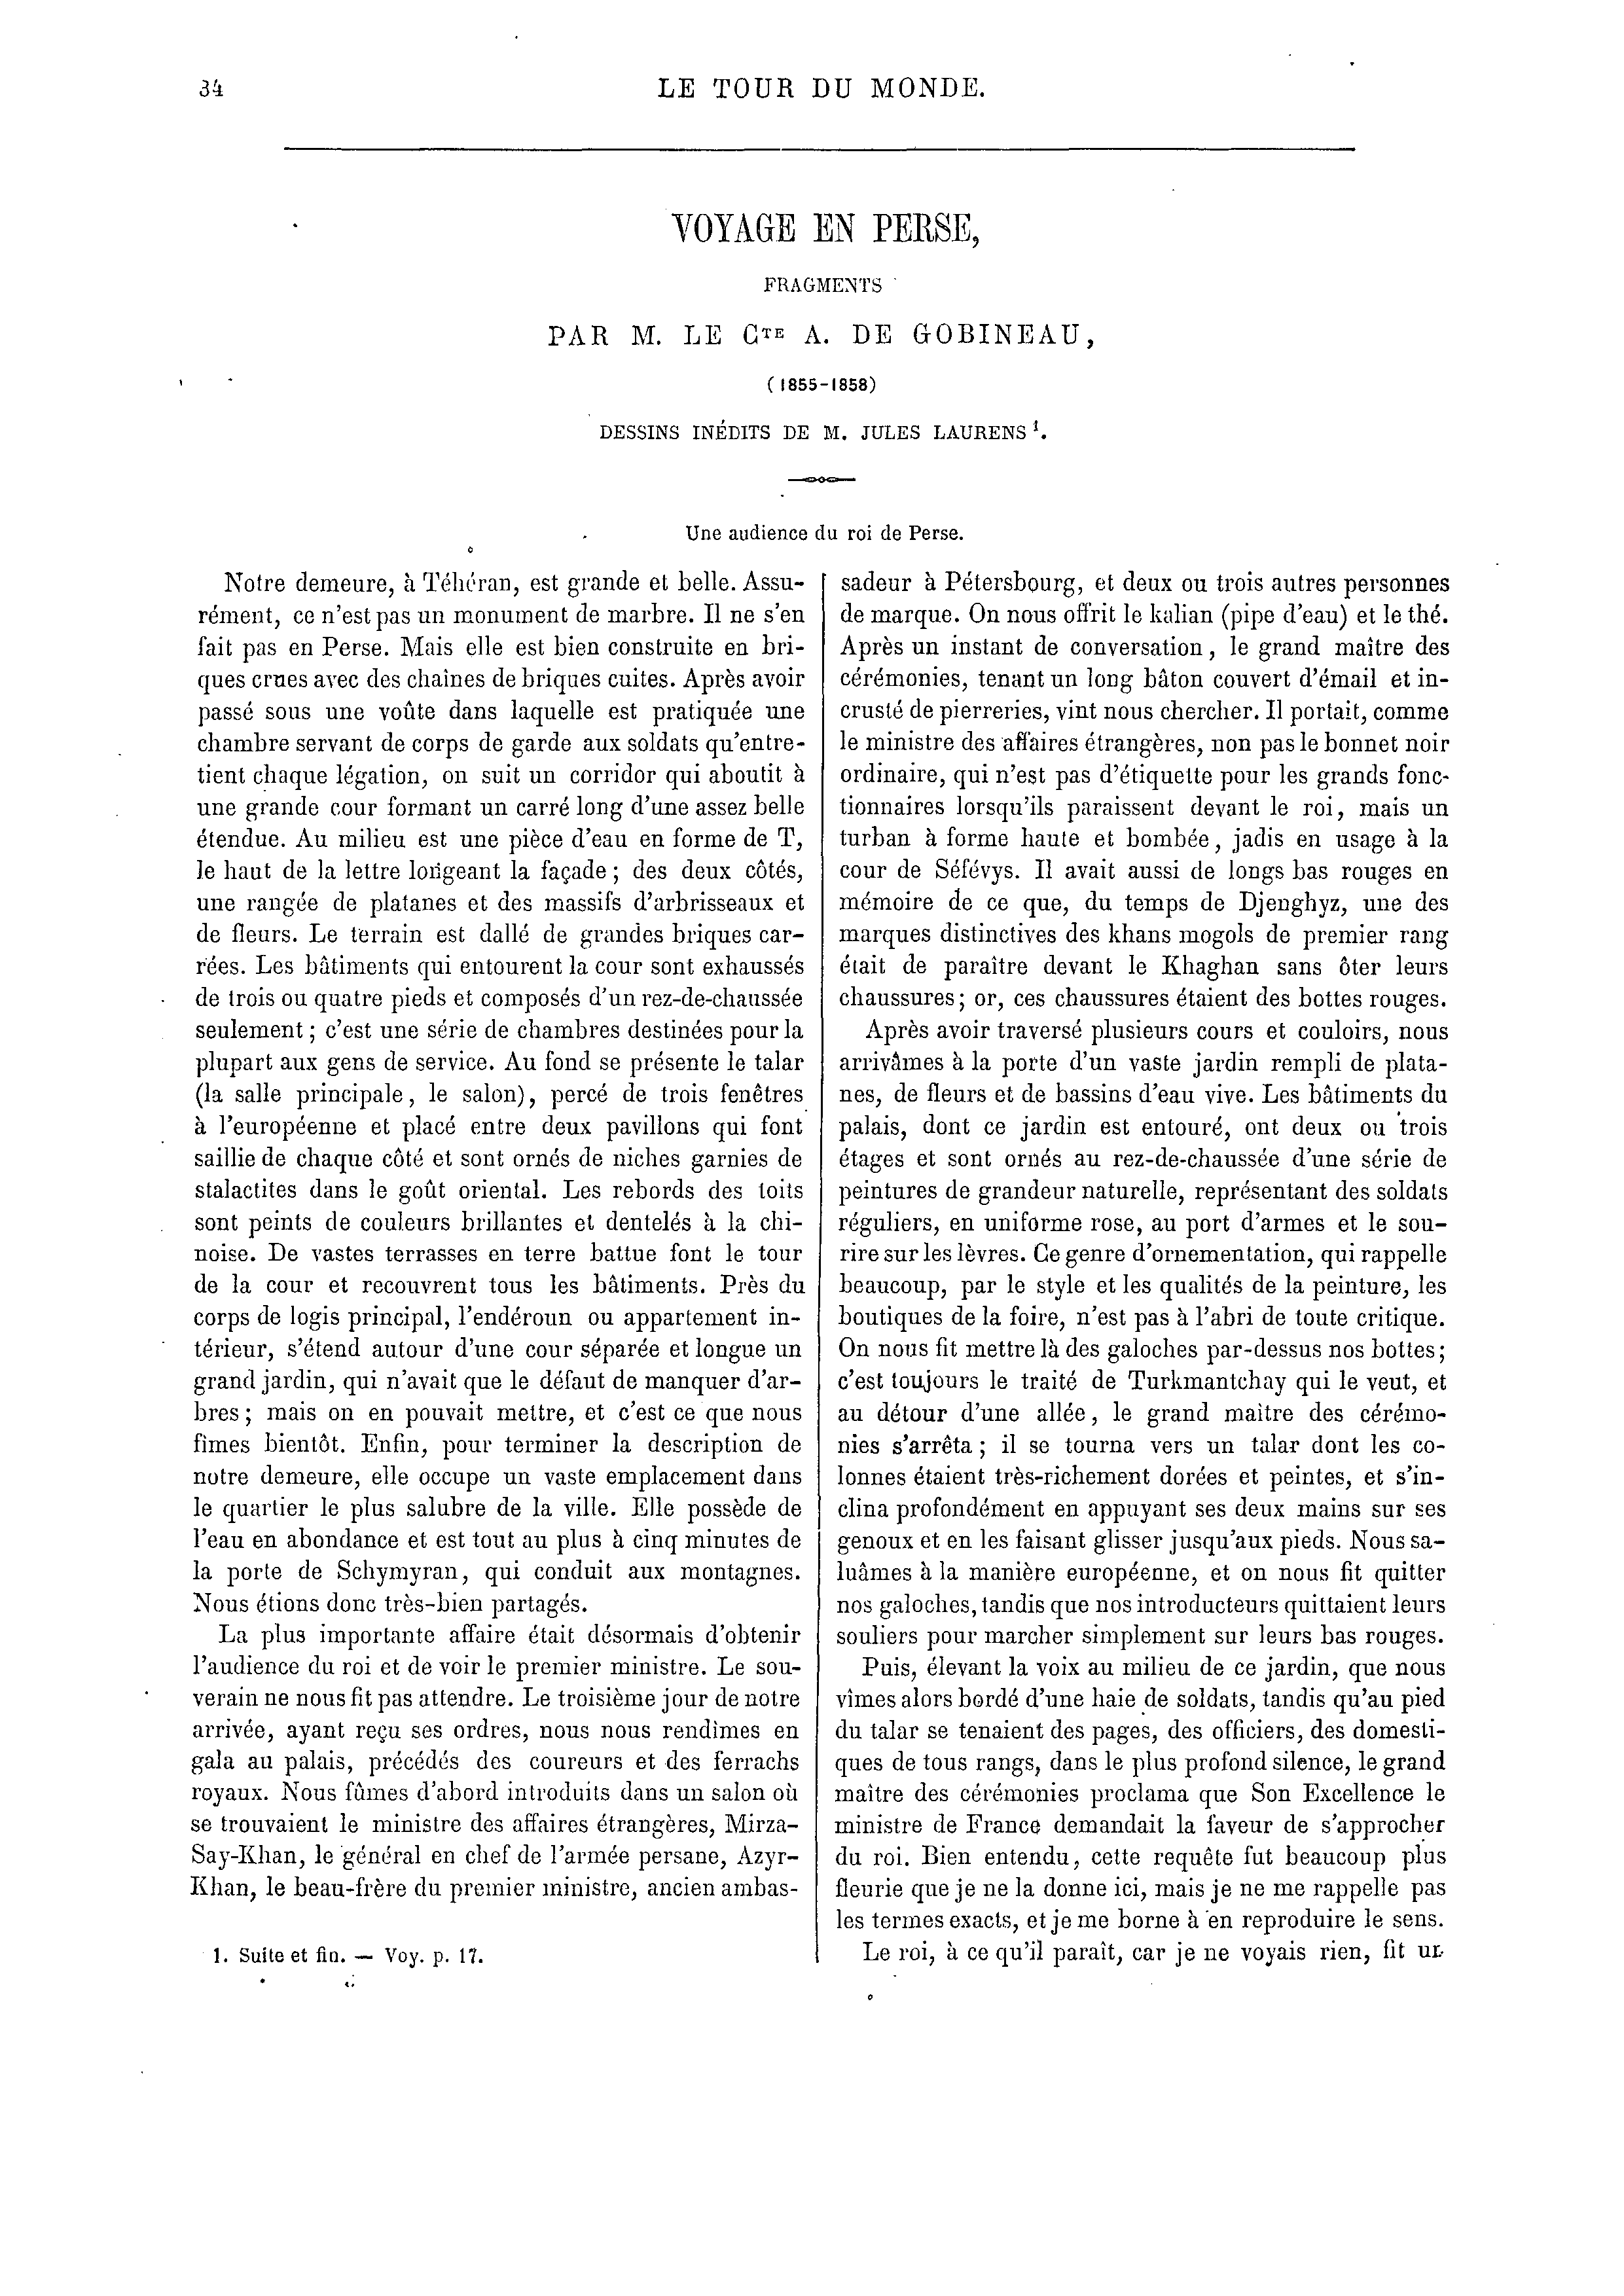 34
LE TOUR DU MONDE.
VOYAGE EN PERSE,
FRAGMENTS
PAR M. LE Cᵀᴱ A. DE GOBINEAU,
(1855-1858)
DESSINS INÉDITS DE M. JULES LAURENS¹.
Une audience du roi de Perse.
Notre demeure, à Téhéran, est grande et belle. Assu-
rément, ce n'est pas un monument de marbre. Il ne s'en
fait pas en Perse. Mais elle est bien construite en bri-
ques crues avec des chaînes de briques cuites. Après avoir
passé sous une voûte dans laquelle est pratiquée une
chambre servant de corps de garde aux soldats qu'entre-
tient chaque légation, on suit un corridor qui aboutit à
une grande cour formant un carré long d'une assez belle
étendue. Au milieu est une pièce d'eau en forme de T,
le haut de la lettre longeant la façade ; des deux côtés,
une rangée de platanes et des massifs d'arbrisseaux et
de fleurs. Le terrain est dallé de grandes briques car-
rées. Les bâtiments qui entourent la cour sont exhaussés
de trois ou quatre pieds et composés d'un rez-de-chaussée
seulement ; c'est une série de chambres destinées pour la
plupart aux gens de service. Au fond se présente le talar
(la salle principale, le salon), percé de trois fenêtres
à l'européenne et placé entre deux pavillons qui font
saillie de chaque côté et sont ornés de niches garnies de
stalactites dans le goût oriental. Les rebords des toits
sont peints de couleurs brillantes et dentelés à la chi-
noise. De vastes terrasses en terre battue font le tour
de la cour et recouvrent tous les bâtiments. Près du
corps de logis principal, l'endéroun ou appartement in-
térieur, s'étend autour d'une cour séparée et longue un
grand jardin, qui n'avait que le défaut de manquer d'ar-
bres ; mais on en pouvait mettre, et c'est ce que nous
fîmes bientôt. Enfin, pour terminer la description de
notre demeure, elle occupe un vaste emplacement dans
le quartier le plus salubre de la ville. Elle possède de
l'eau en abondance et est tout au plus à cinq minutes de
la porte de Schymyran, qui conduit aux montagnes.
Nous étions donc très-bien partagés.
La plus importante affaire était désormais d'obtenir
l'audience du roi et de voir le premier ministre. Le sou-
verain ne nous fit pas attendre. Le troisième jour de notre
arrivée, ayant reçu ses ordres, nous nous rendîmes en
gala au palais, précédés des coureurs et des ferrachs
royaux. Nous fûmes d'abord introduits dans un salon où
se trouvaient le ministre des affaires étrangères, Mirza-
Say-Khan, le général en chef de l'armée persane, Azyr-
Khan, le beau-frère du premier ministre, ancien ambas-
1. Suite et fin. — Voy. p. 17.
sadeur à Pétersbourg, et deux ou trois autres personnes
de marque. On nous offrit le kalian (pipe d'eau) et le thé.
Après un instant de conversation, le grand maître des
cérémonies, tenant un long bâton couvert d'émail et in-
crusté de pierreries, vint nous chercher. Il portait, comme
le ministre des affaires étrangères, non pas le bonnet noir
ordinaire, qui n'est pas d'étiquette pour les grands fonc-
tionnaires lorsqu'ils paraissent devant le roi, mais un
turban à forme haute et bombée, jadis en usage à la
cour de Séfévys. Il avait aussi de longs bas rouges en
mémoire de ce que, du temps de Djenghyz, une des
marques distinctives des khans mogols de premier rang
était de paraître devant le Khaghan sans ôter leurs
chaussures ; or, ces chaussures étaient des bottes rouges.
Après avoir traversé plusieurs cours et couloirs, nous
arrivâmes à la porte d'un vaste jardin rempli de plata-
nes, de fleurs et de bassins d'eau vive. Les bâtiments du
palais, dont ce jardin est entouré, ont deux ou trois
étages et sont ornés au rez-de-chaussée d'une série de
peintures de grandeur naturelle, représentant des soldats
réguliers, en uniforme rose, au port d'armes et le sou-
rire sur les lèvres. Ce genre d'ornementation, qui rappelle
beaucoup, par le style et les qualités de la peinture, les
boutiques de la foire, n'est pas à l'abri de toute critique.
On nous fit mettre là des galoches par-dessus nos bottes ;
c'est toujours le traité de Turkmantchay qui le veut, et
au détour d'une allée, le grand maître des cérémo-
nies s'arrêta ; il se tourna vers un talar dont les co-
lonnes étaient très-richement dorées et peintes, et s'in-
clina profondément en appuyant ses deux mains sur ses
genoux et en les faisant glisser jusqu'aux pieds. Nous sa-
luâmes à la manière européenne, et on nous fit quitter
nos galoches, tandis que nos introducteurs quittaient leurs
souliers pour marcher simplement sur leurs bas rouges.
Puis, élevant la voix au milieu de ce jardin, que nous
vîmes alors bordé d'une haie de soldats, tandis qu'au pied
du talar se tenaient des pages, des officiers, des domesti-
ques de tous rangs, dans le plus profond silence, le grand
maître des cérémonies proclama que Son Excellence le
ministre de France demandait la faveur de s'approcher
du roi. Bien entendu, cette requête fut beaucoup plus
fleurie que je ne la donne ici, mais je ne me rappelle pas
les termes exacts, et je me borne à en reproduire le sens.
Le roi, à ce qu'il paraît, car je ne voyais rien, fit un